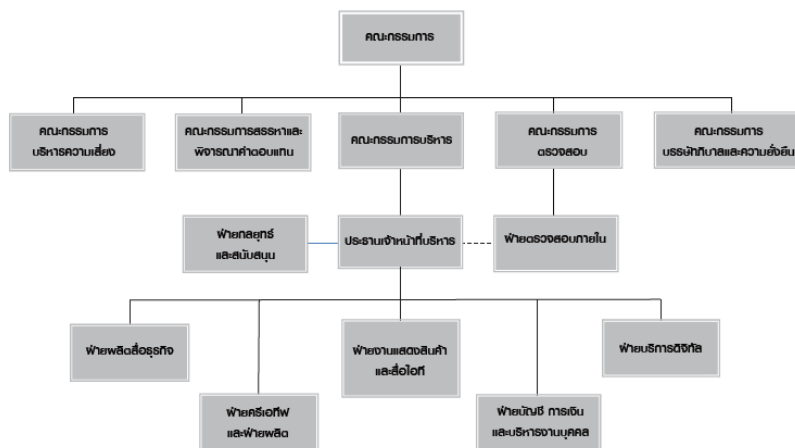 คณะกรรมการ
คณะกรรมการ
บริหารความเสี่ยง
คณะกรรมการสรรหาและ
พิจารณาค่าตอบแทน
คณะกรรมการบริหาร
คณะกรรมการ
ตรวจสอบ
คณะกรรมการ
บรรษัทภิบาลและความยั่งยืน
ฝ่ายกลยุทธ์
และสนับสนุน
ประธานเจ้าหน้าที่บริหาร
ฝ่ายตรวจสอบภายใน
ฝ่ายผลิตสื่อธุรกิจ
ฝ่ายงานแสดงสินค้า
และสื่อไอที
ฝ่ายบริการดิจิทัล
ฝ่ายครีเอทีฟ
และฝ่ายผลิต
ฝ่ายบัญชี การเงิน
และบริหารงานบุคคล